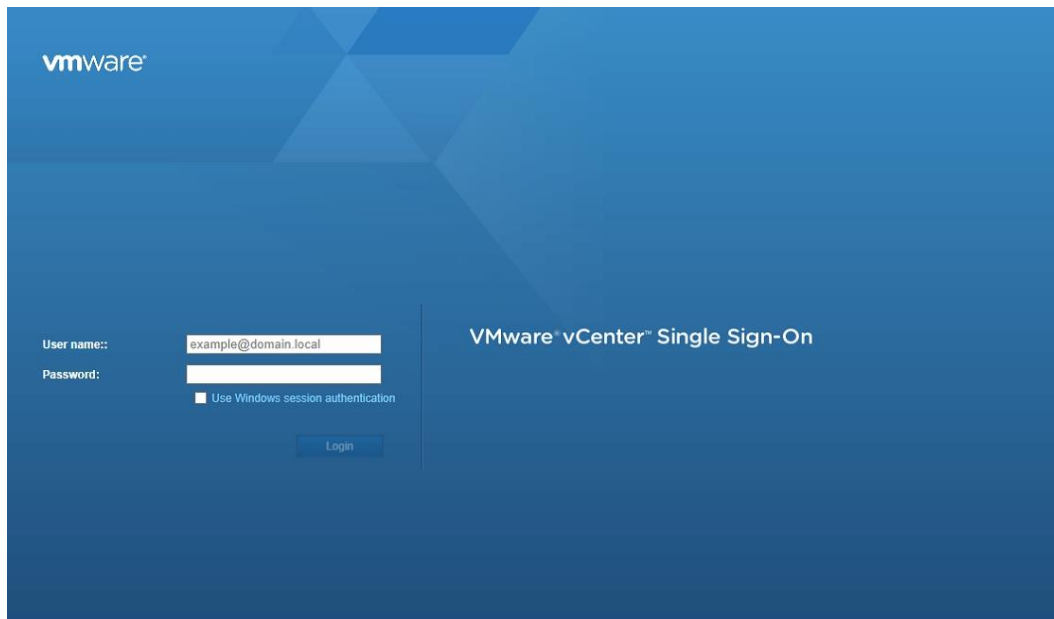 vmware®
VMware® vCenter™ Single Sign-On
User name::
example@domain.local
Password:
Use Windows session authentication
Login